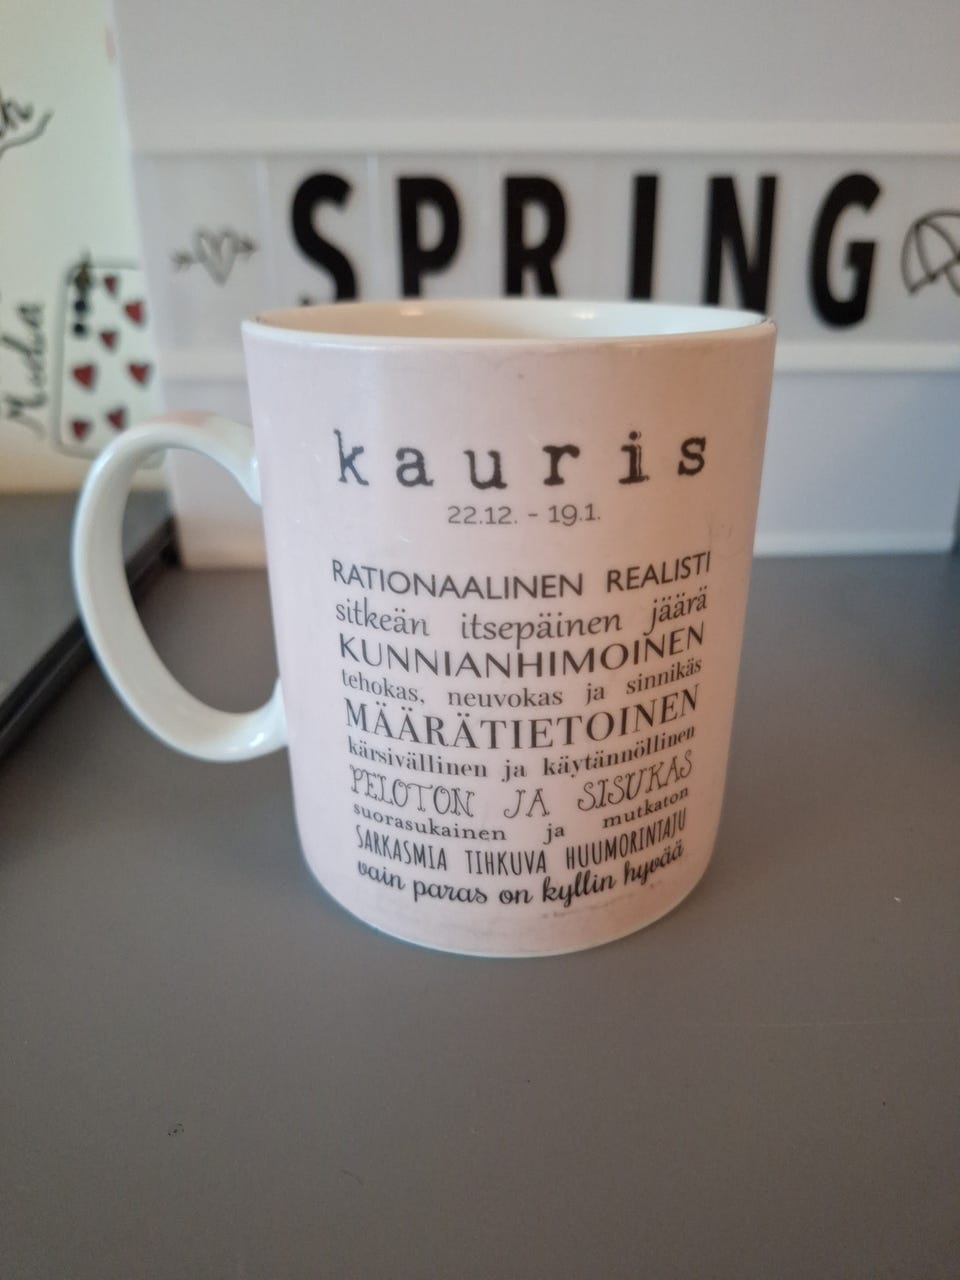 SPRING
kauris
22.12. - 19.1.
RATIONAALINEN REALISTI
sitkeän itsepäinen jäärä
KUNNIANHIMOINEN
tehokas, neuvokas ja sinnikäs
MÄÄRÄTIETOINEN
kärsivällinen ja käytännöllinen
PELOTON JA SISUKAS
suorasukainen ja mutkaton
SARKASMIA TIHKUVA HUUMORINTAJU
vain paras on kyllin hyvää